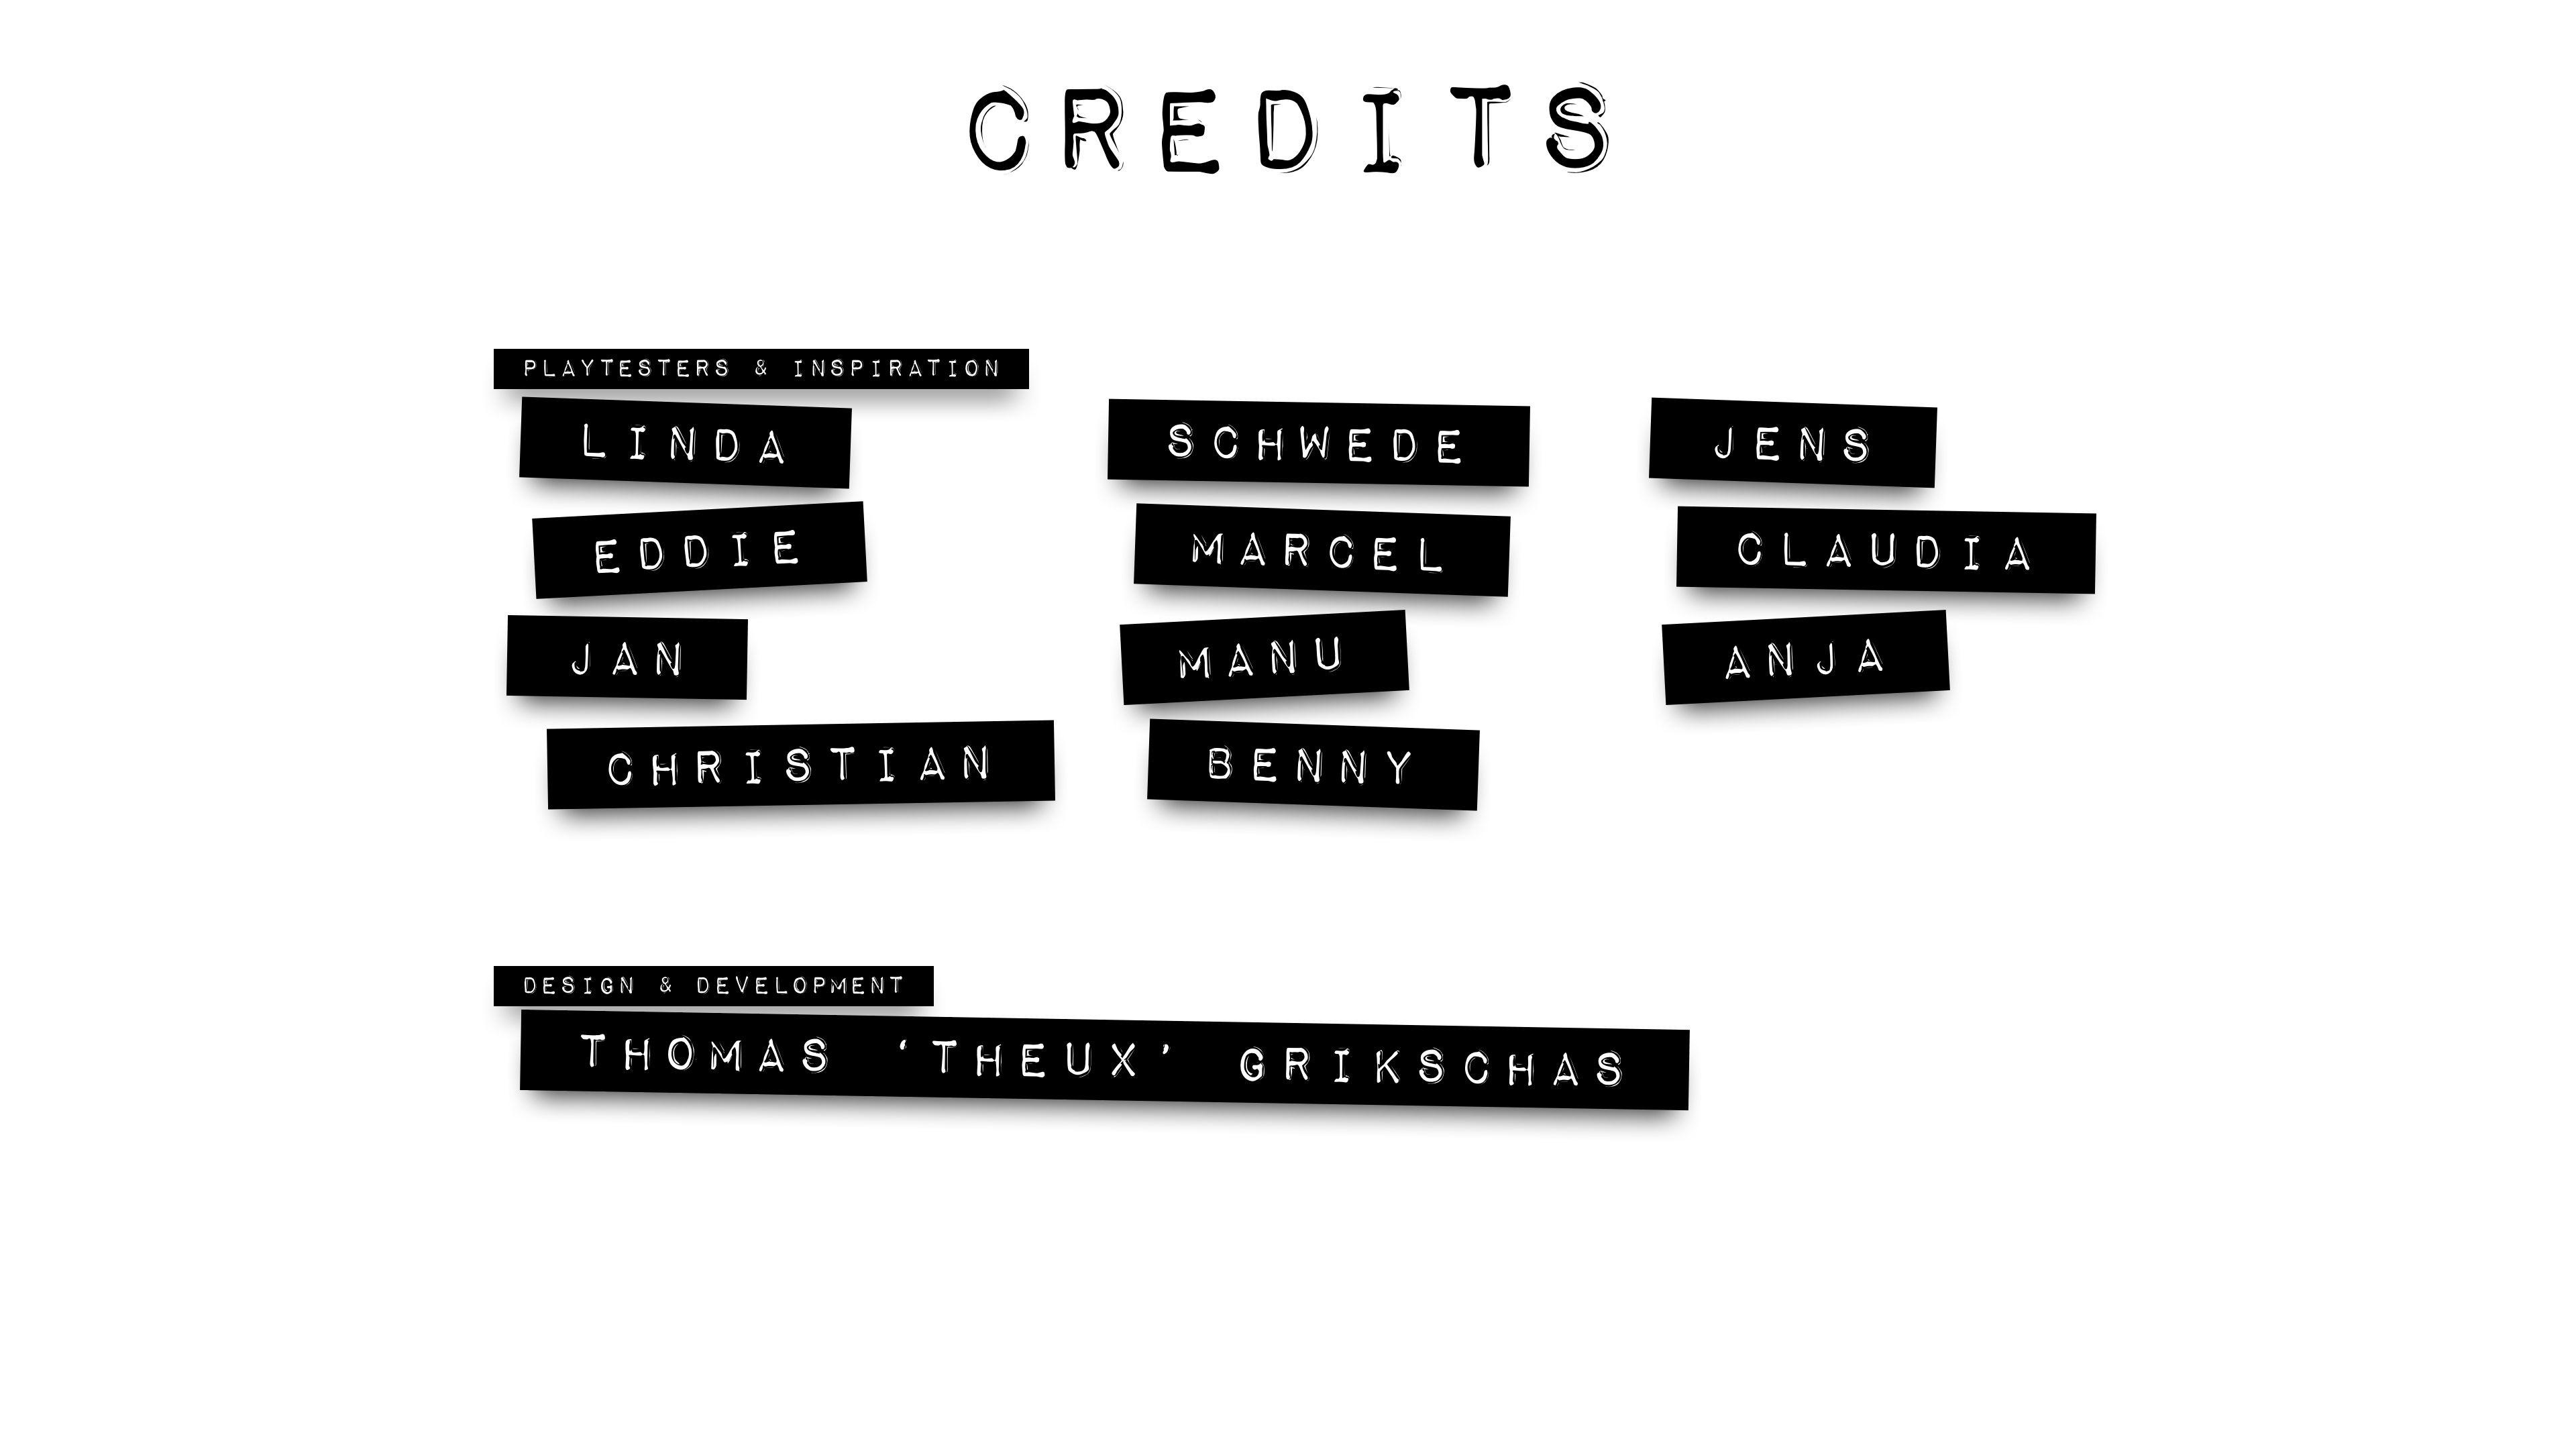 CREDITS
PLAYTESTERS & INSPIRATION
LINDA
EDDIE
JAN
CHRISTIAN
SCHWEDE
MARCEL
MANU
BENNY
JENS
CLAUDIA
ANJA
DESIGN & DEVELOPMENT
THOMAS ‘THEUX’ GRIKSCHAS